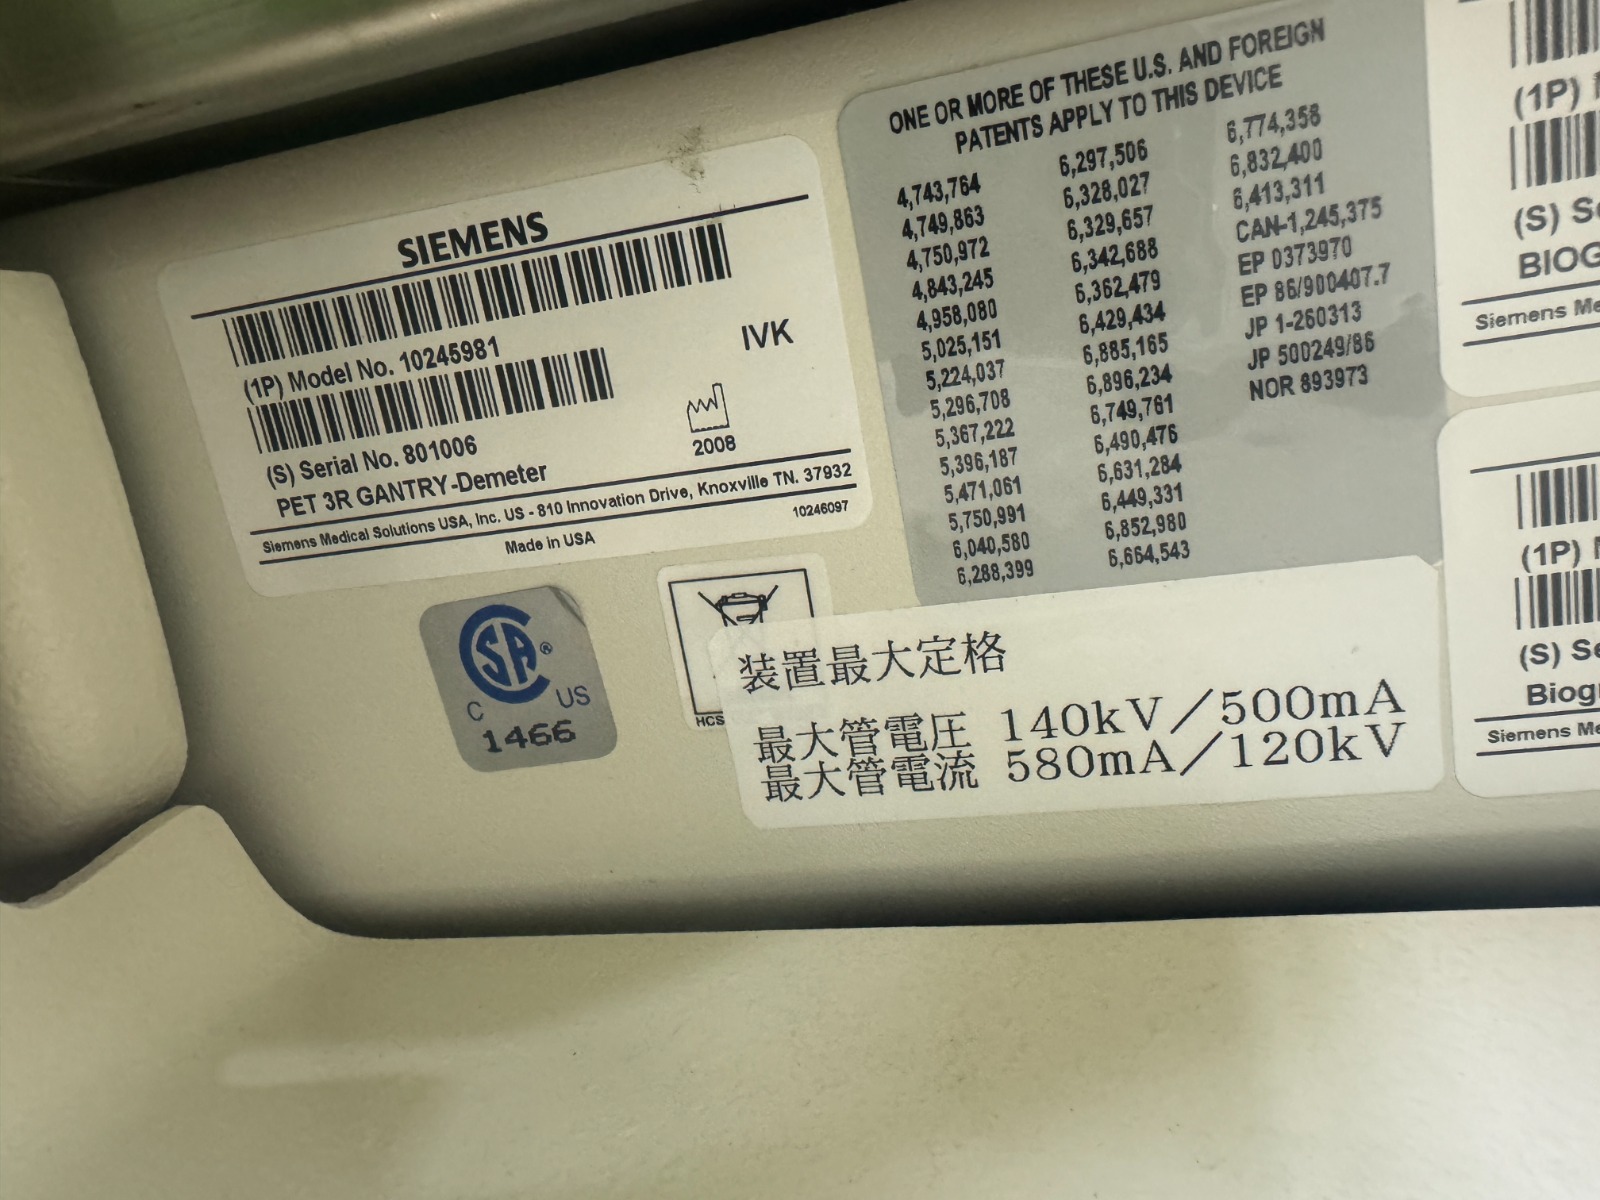 SIEMENS
(1P) Model No. 10245981
IVK
(S) Serial No. 801006
2008
PET 3R GANTRY-Demeter
Siemens Medical Solutions USA, Inc. US - 810 Innovation Drive, Knoxville TN. 37932
Made in USA
10246097
ONE OR MORE OF THESE U.S. AND FOREIGN
PATENTS APPLY TO THIS DEVICE
4,743,764
4,749,863
4,750,972
4,843,245
4,958,080
5,025,151
5,224,037
5,296,708
5,367,222
5,396,187
5,471,061
5,750,991
6,040,580
6,288,399
6,297,506
6,328,027
6,329,657
6,342,688
6,362,479
6,429,434
6,885,165
6,896,234
6,749,761
6,490,476
6,631,284
6,449,331
6,852,980
6,664,543
6,774,358
6,832,400
6,413,311
CAN-1,245,375
EP 0373970
EP 86/900407.7
JP 1-260313
JP 500249/86
NOR 893973
CSA®
C US
1466
HCS
装置最大定格
最大管電圧 140kV／500mA
最大管電流 580mA／120kV
(1P)
(S) Se
BIOG
Siemens Me
(1P)
(S) Se
Biog
Siemens Me